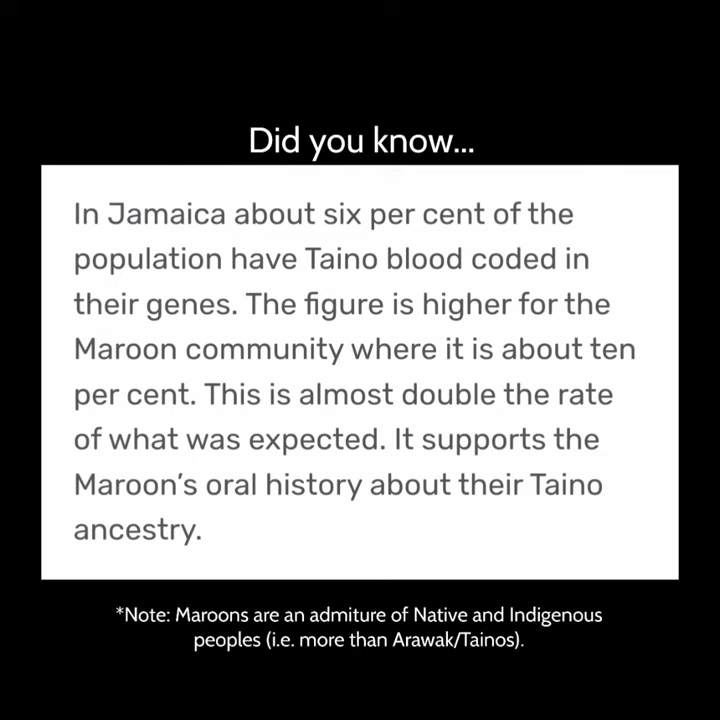 Did you know...
In Jamaica about six per cent of the
population have Taino blood coded in
their genes. The figure is higher for the
Maroon community where it is about ten
per cent. This is almost double the rate
of what was expected. It supports the
Maroon’s oral history about their Taino
ancestry.
*Note: Maroons are an admiture of Native and Indigenous
peoples (i.e. more than Arawak/Tainos).